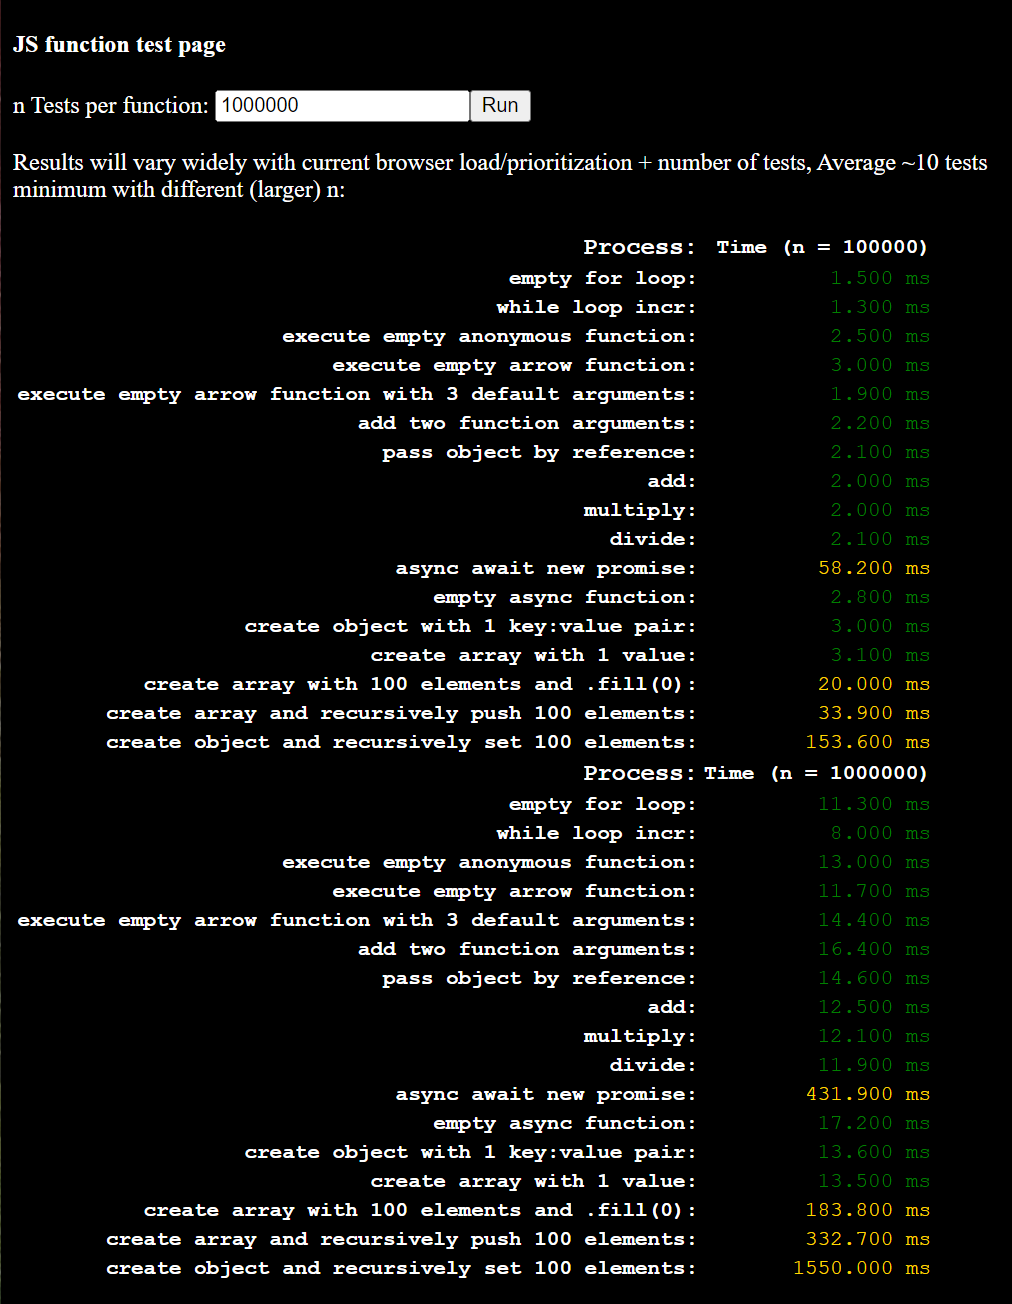 JS function test page
n Tests per function: 1000000 Run
Results will vary widely with current browser load/prioritization + number of tests, Average ~10 tests
minimum with different (larger) n:
Process: Time (n = 100000)
empty for loop: 1.500 ms
while loop incr: 1.300 ms
execute empty anonymous function: 2.500 ms
execute empty arrow function: 3.000 ms
execute empty arrow function with 3 default arguments: 1.900 ms
add two function arguments: 2.200 ms
pass object by reference: 2.100 ms
add: 2.000 ms
multiply: 2.000 ms
divide: 2.100 ms
async await new promise: 58.200 ms
empty async function: 2.800 ms
create object with 1 key:value pair: 3.000 ms
create array with 1 value: 3.100 ms
create array with 100 elements and .fill(0): 20.000 ms
create array and recursively push 100 elements: 33.900 ms
create object and recursively set 100 elements: 153.600 ms
Process: Time (n = 1000000)
empty for loop: 11.300 ms
while loop incr: 8.000 ms
execute empty anonymous function: 13.000 ms
execute empty arrow function: 11.700 ms
execute empty arrow function with 3 default arguments: 14.400 ms
add two function arguments: 16.400 ms
pass object by reference: 14.600 ms
add: 12.500 ms
multiply: 12.100 ms
divide: 11.900 ms
async await new promise: 431.900 ms
empty async function: 17.200 ms
create object with 1 key:value pair: 13.600 ms
create array with 1 value: 13.500 ms
create array with 100 elements and .fill(0): 183.800 ms
create array and recursively push 100 elements: 332.700 ms
create object and recursively set 100 elements: 1550.000 ms